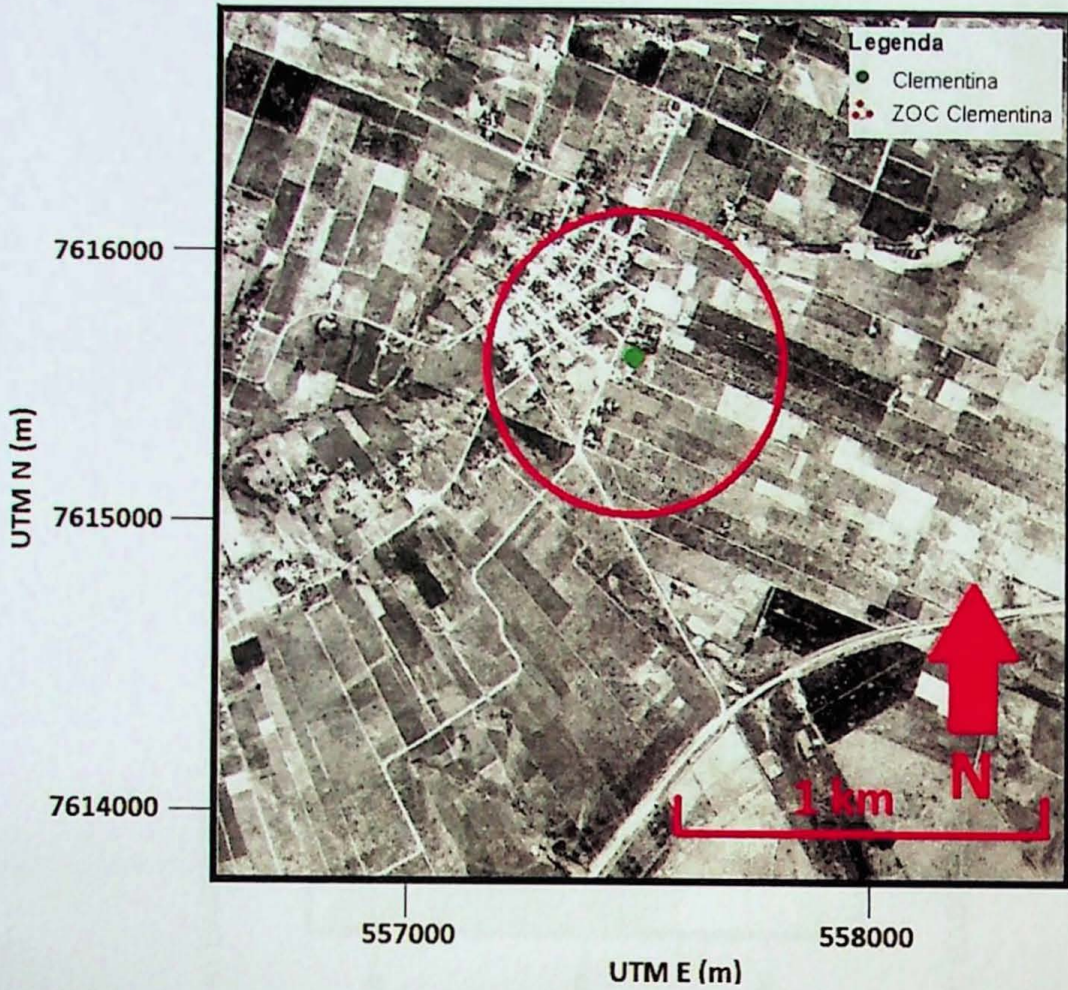 Legenda
Clementina
ZOC Clementina
7616000
7615000
7614000
UTM N (m)
1 km
N
557000
558000
UTM E (m)